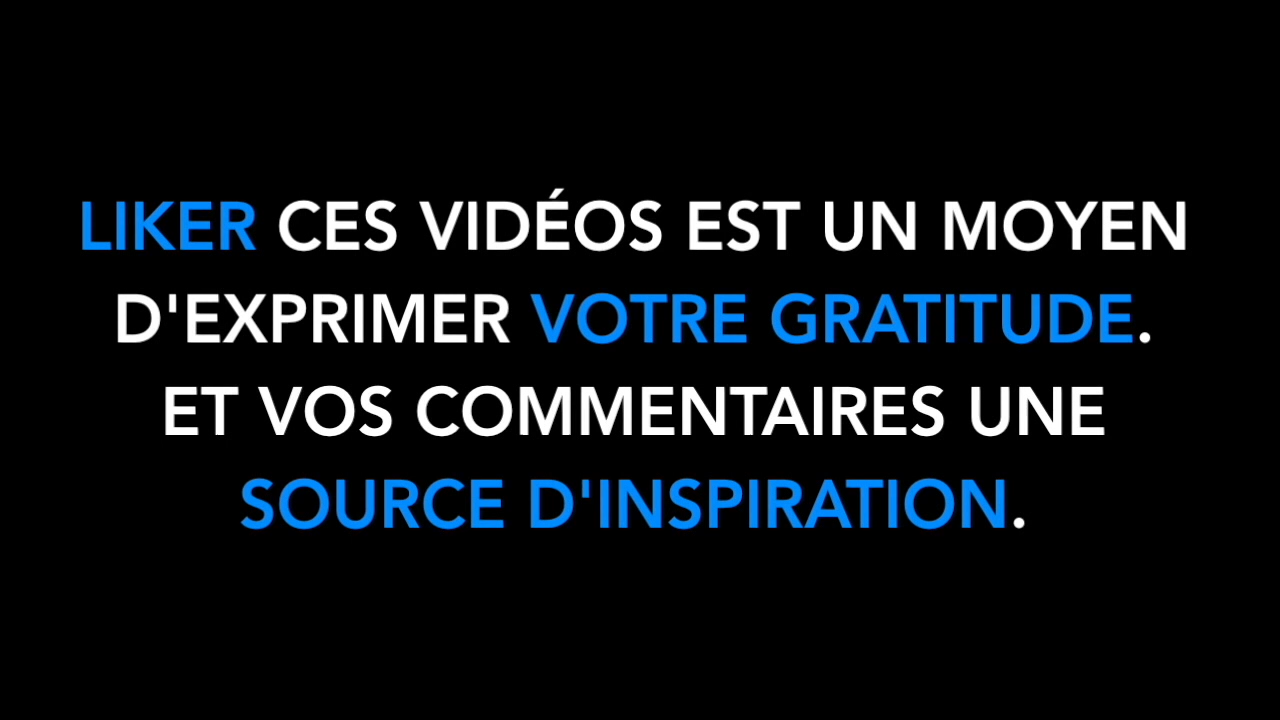 LIKER CES VIDÉOS EST UN MOYEN
D'EXPRIMER VOTRE GRATITUDE.
ET VOS COMMENTAIRES UNE
SOURCE D'INSPIRATION.